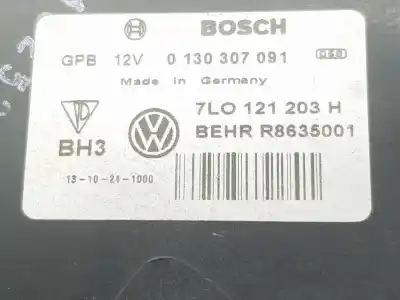 BOSCH
GPB 12V 0 130 307 091
Made in Germany
7LO 121 203 H
BH3
BEHR R8635001
13-10-24-1000